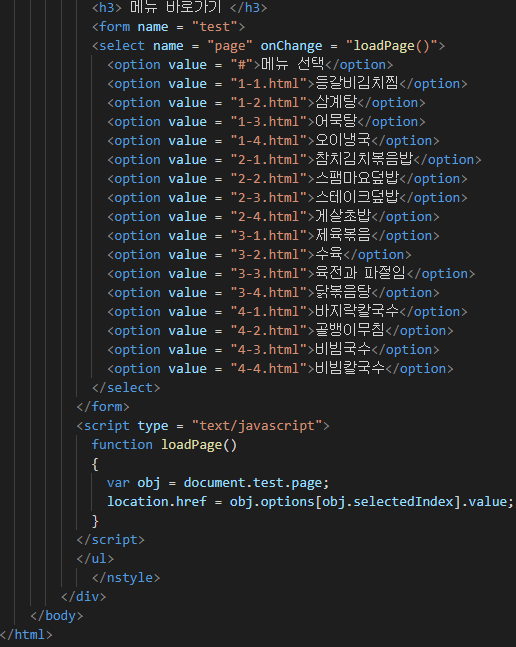 <h3> 메뉴 바로가기 </h3>
<form name = "test">
<select name = "page" onChange = "loadPage()">
<option value = "#">메뉴 선택</option>
<option value = "1-1.html">등갈비김치찜</option>
<option value = "1-2.html">삼계탕</option>
<option value = "1-3.html">어묵탕</option>
<option value = "1-4.html">오이냉국</option>
<option value = "2-1.html">참치김치볶음밥</option>
<option value = "2-2.html">스팸마요덮밥</option>
<option value = "2-3.html">스테이크덮밥</option>
<option value = "2-4.html">게살초밥</option>
<option value = "3-1.html">제육볶음</option>
<option value = "3-2.html">수육</option>
<option value = "3-3.html">육전과 파절임</option>
<option value = "3-4.html">닭볶음탕</option>
<option value = "4-1.html">바지락칼국수</option>
<option value = "4-2.html">골뱅이무침</option>
<option value = "4-3.html">비빔국수</option>
<option value = "4-4.html">비빔칼국수</option>
</select>
</form>
<script type = "text/javascript">
function loadPage()
{
var obj = document.test.page;
location.href = obj.options[obj.selectedIndex].value;
}
</script>
</ul>
</nstyle>
</div>
</body>
</html>